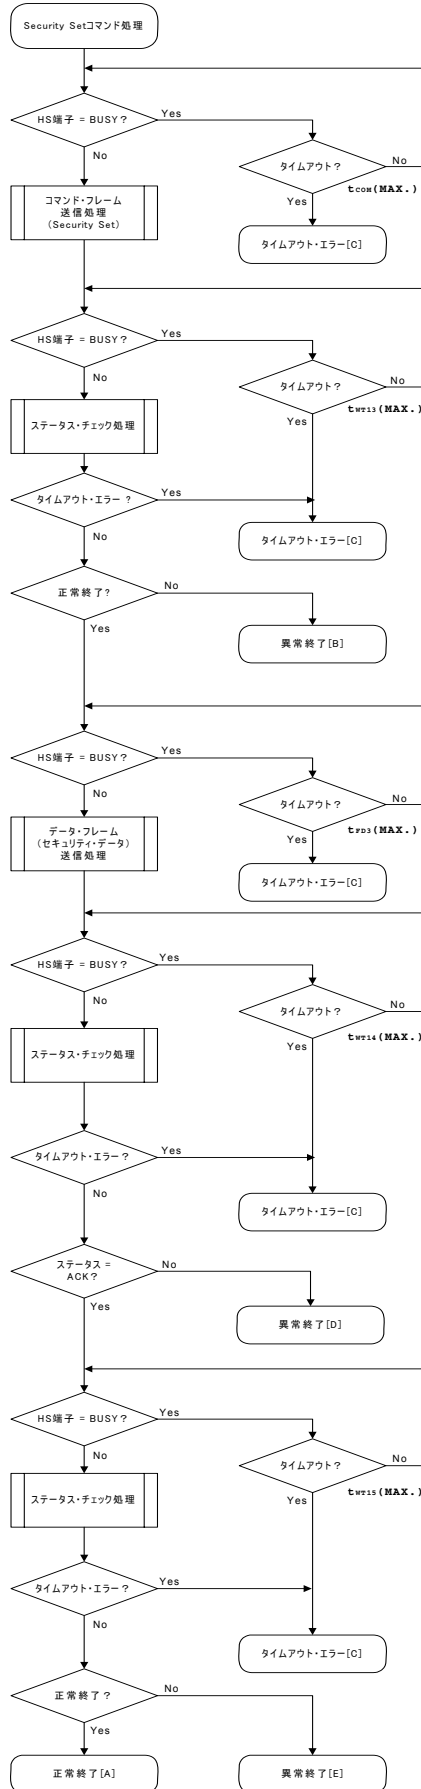 Security Setコマンド処理
HS端子 = BUSY?
Yes
No
タイムアウト?
No
tCOM(MAX.)
Yes
コマンド・フレーム
送信処理
(Security Set)
タイムアウト・エラー[C]
HS端子 = BUSY?
Yes
No
タイムアウト?
No
tWT13(MAX.)
Yes
ステータス・チェック処理
タイムアウト・エラー?
Yes
No
タイムアウト・エラー[C]
正常終了?
No
Yes
異常終了[B]
HS端子 = BUSY?
Yes
No
タイムアウト?
No
tFD3(MAX.)
Yes
データ・フレーム
(セキュリティ・データ)
送信処理
タイムアウト・エラー[C]
HS端子 = BUSY?
Yes
No
タイムアウト?
No
tWT14(MAX.)
Yes
ステータス・チェック処理
タイムアウト・エラー?
Yes
No
タイムアウト・エラー[C]
ステータス =
ACK?
No
Yes
異常終了[D]
HS端子 = BUSY?
Yes
No
タイムアウト?
No
tWT15(MAX.)
Yes
ステータス・チェック処理
タイムアウト・エラー?
Yes
No
タイムアウト・エラー[C]
正常終了?
No
Yes
正常終了[A]
異常終了[E]